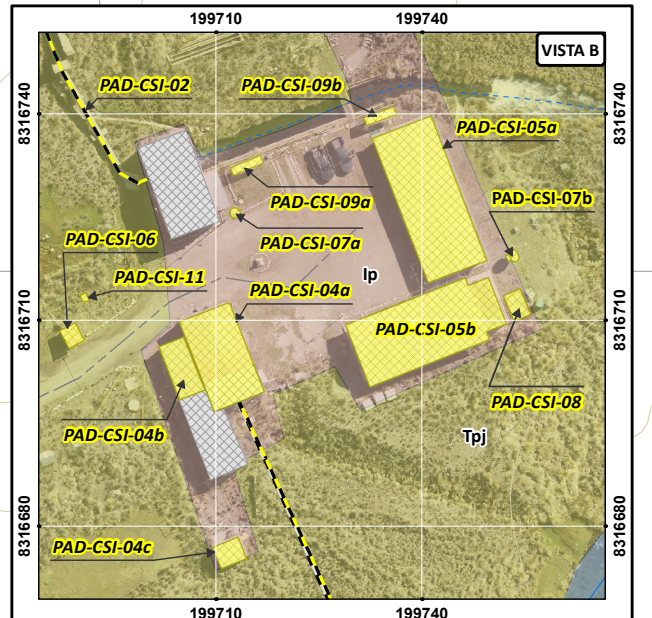 199710
199740
VISTA B
PAD-CSI-02
PAD-CSI-09b
8316740
8316740
PAD-CSI-05a
PAD-CSI-09a
PAD-CSI-07b
PAD-CSI-06
PAD-CSI-07a
PAD-CSI-11
Ip
PAD-CSI-04a
8316710
8316710
PAD-CSI-05b
PAD-CSI-08
PAD-CSI-04b
Tpj
8316680
8316680
PAD-CSI-04c
199710
199740